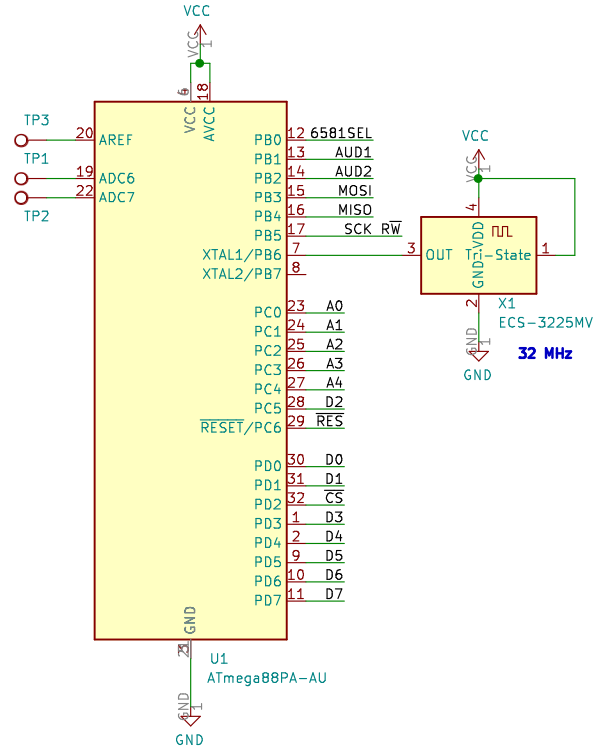 VCC
VCC
1
6
18
VCC
AVCC
TP3
20 AREF
TP1
19 ADC6
22 ADC7
TP2
PB0 12 6581SEL
PB1 13 AUD1
PB2 14 AUD2
PB3 15 MOSI
PB4 16 MISO
PB5 17 SCK RW
XTAL1/PB6 7
XTAL2/PB7 8
PC0 23 A0
PC1 24 A1
PC2 25 A2
PC3 26 A3
PC4 27 A4
PC5 28 D2
RESET/PC6 29 RES
PD0 30 D0
PD1 31 D1
PD2 32 CS
PD3 1 D3
PD4 2 D4
PD5 9 D5
PD6 10 D6
PD7 11 D7
GND
U1
ATmega88PA-AU
GND
1
GND
VCC
VCC
1
4
VDD
3 OUT Tri-State 1
GND
2
X1
ECS-3225MV
GND
1
32 MHz
GND